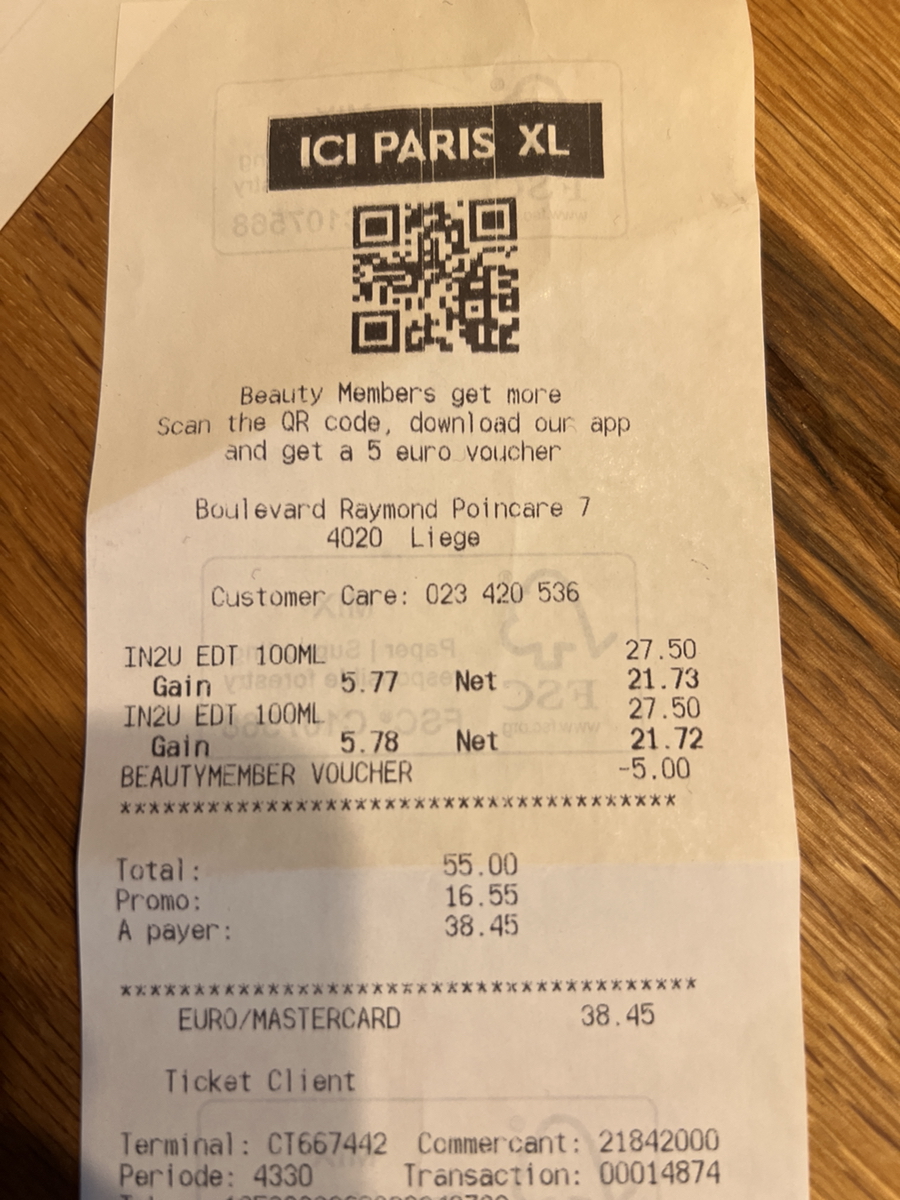 ICI PARIS XL
Beauty Members get more
Scan the QR code, download our app
and get a 5 euro voucher
Boulevard Raymond Poincare 7
4020 Liege
Customer Care: 023 420 536
IN2U EDT 100ML 27.50
Gain 5.77 Net 21.73
IN2U EDT 100ML 27.50
Gain 5.78 Net 21.72
BEAUTYMEMBER VOUCHER -5.00
**************************************
Total: 55.00
Promo: 16.55
A payer: 38.45
***************************************
EURO/MASTERCARD 38.45
Ticket Client
Terminal: CT667442 Commercant: 21842000
Periode: 4330 Transaction: 00014874